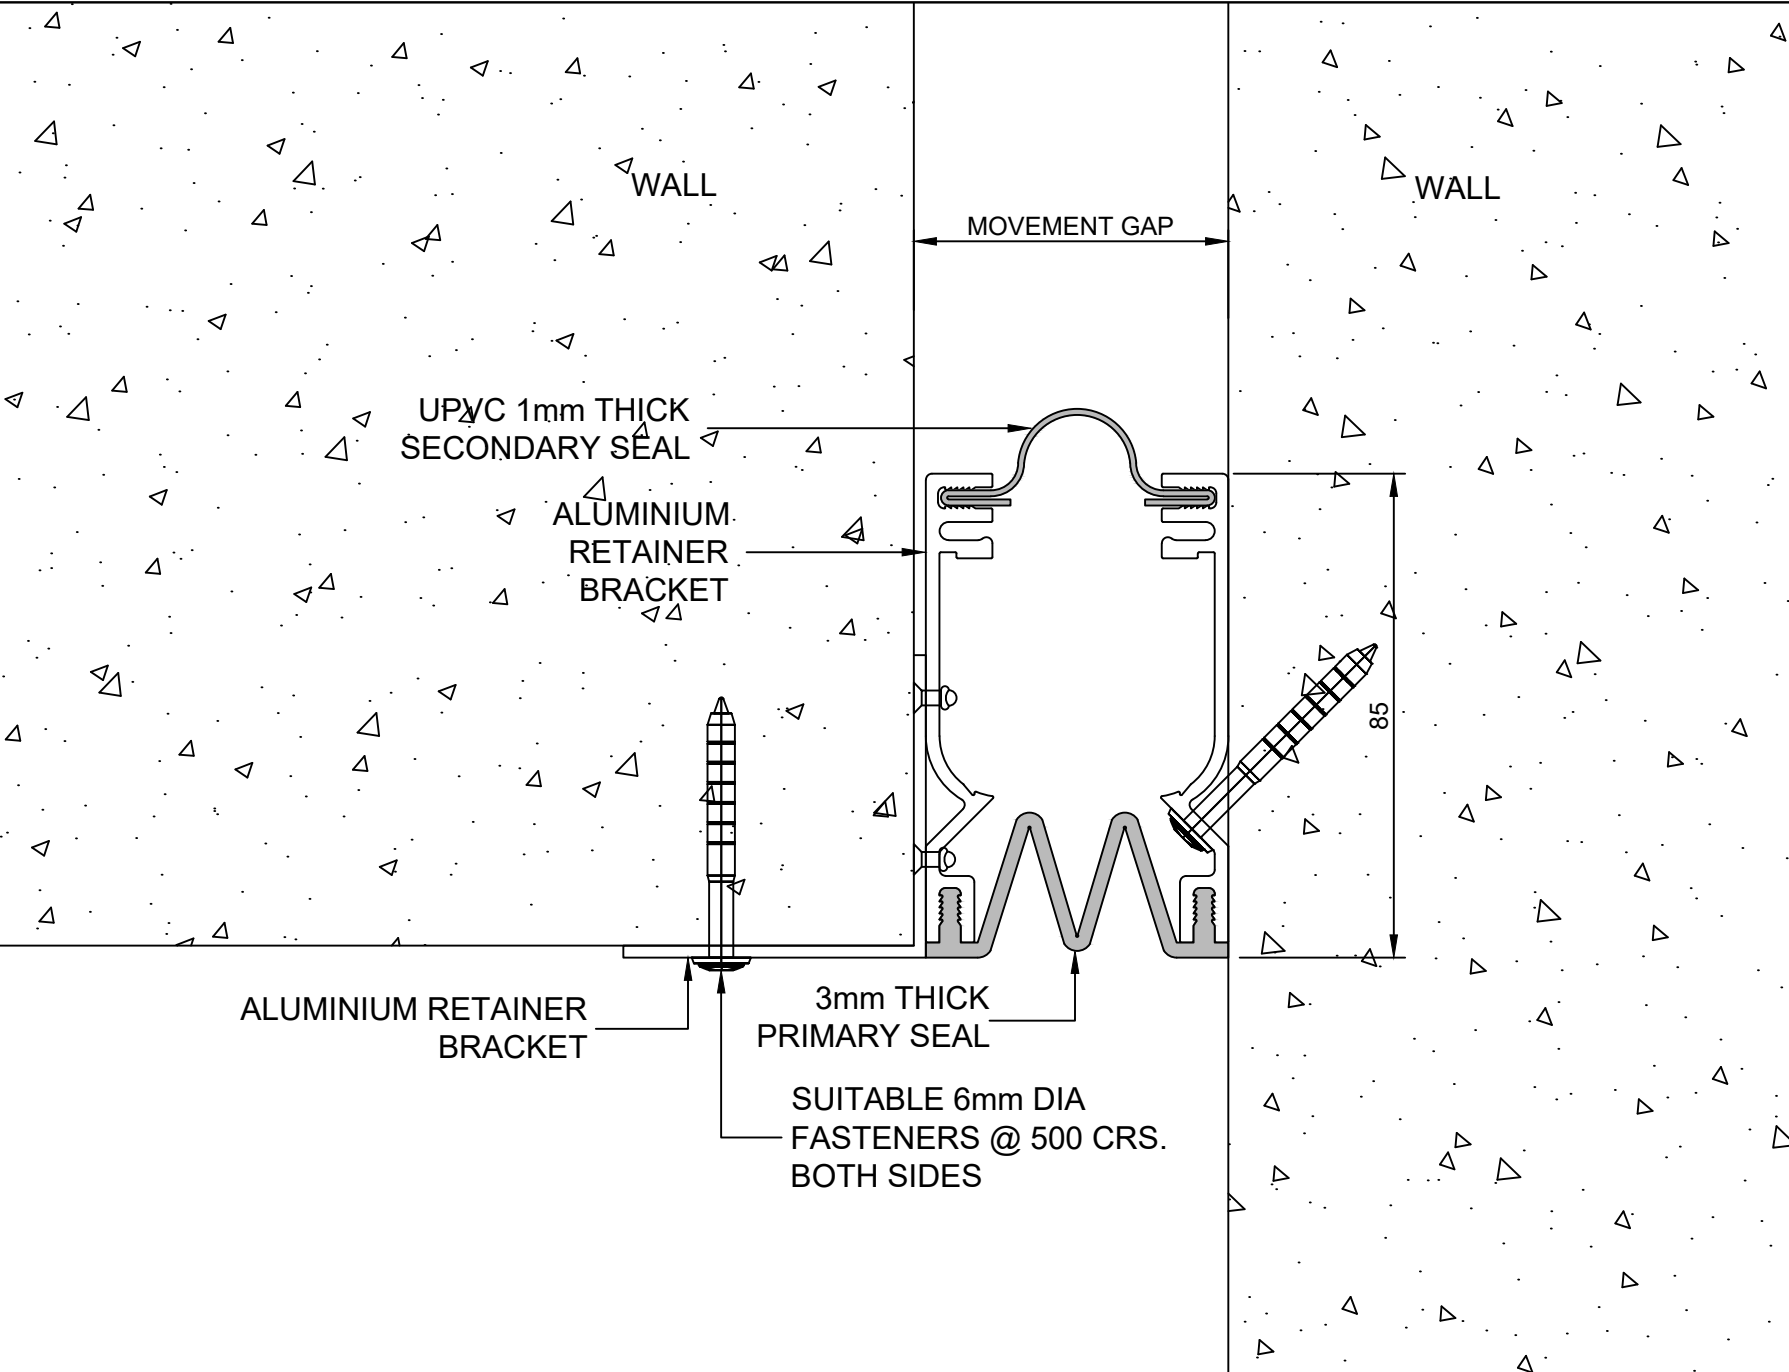 WALL
WALL
MOVEMENT GAP
UPVC 1mm THICK
SECONDARY SEAL
ALUMINIUM
RETAINER
BRACKET
85
ALUMINIUM RETAINER
BRACKET
3mm THICK
PRIMARY SEAL
SUITABLE 6mm DIA
FASTENERS @ 500 CRS.
BOTH SIDES